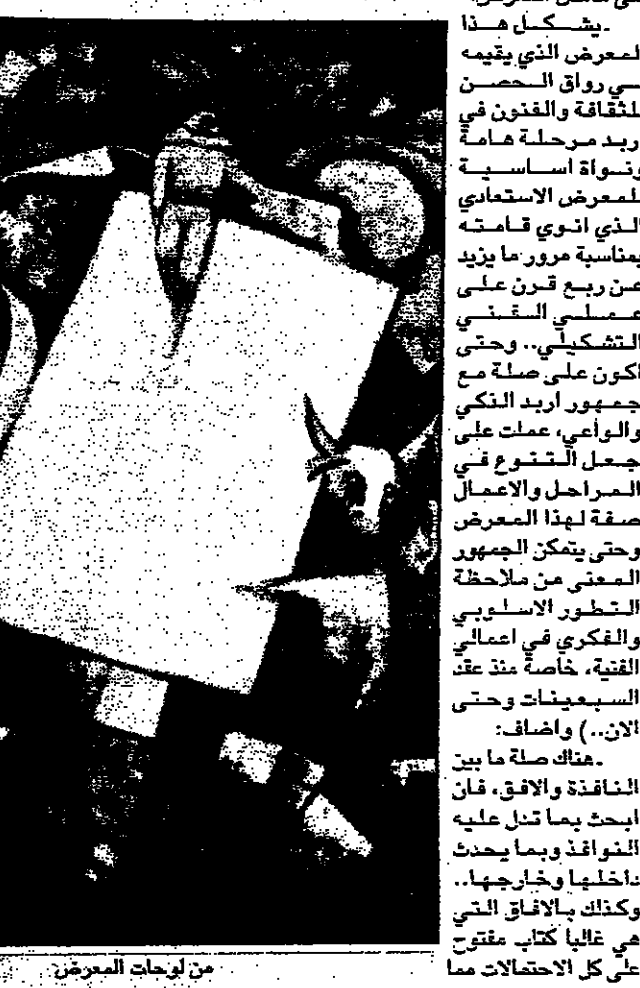 .يشكل هذا
لمعرض الذي يقيمه
ـي رواق الحصن
لثقافة والفنون في
ربد مرحلة هامة
ونواة اساسية
لمعرض الاستعادي
الذي انوي قامته
بمناسبة مرور ما يزيد
عن ربع قرن على
عملي الفني
التشكيلي.. وحتى
اكون على صلة مع
جمهور اربد الذكي
والواعي، عملت على
جعل التنوع في
المراحل والاعمال
صفة لهذا المعرض
وحتى يتمكن الجمهور
المعني من ملاحظة
التطور الاسلوبي
والفكري في اعمالي
الفنية، خاصة منذ عقد
السبعينات وحتى
الان..) واضاف:
.هناك صلة ما بين
النافذة والافق، فان
ابحث بما تدل عليه
النوافذ وبما يحدث
داخلها وخارجها..
وكذلك بالافاق التي
هي غالبا كتاب مفتوح
على كل الاحتمالات مما
من لوحات المعرض